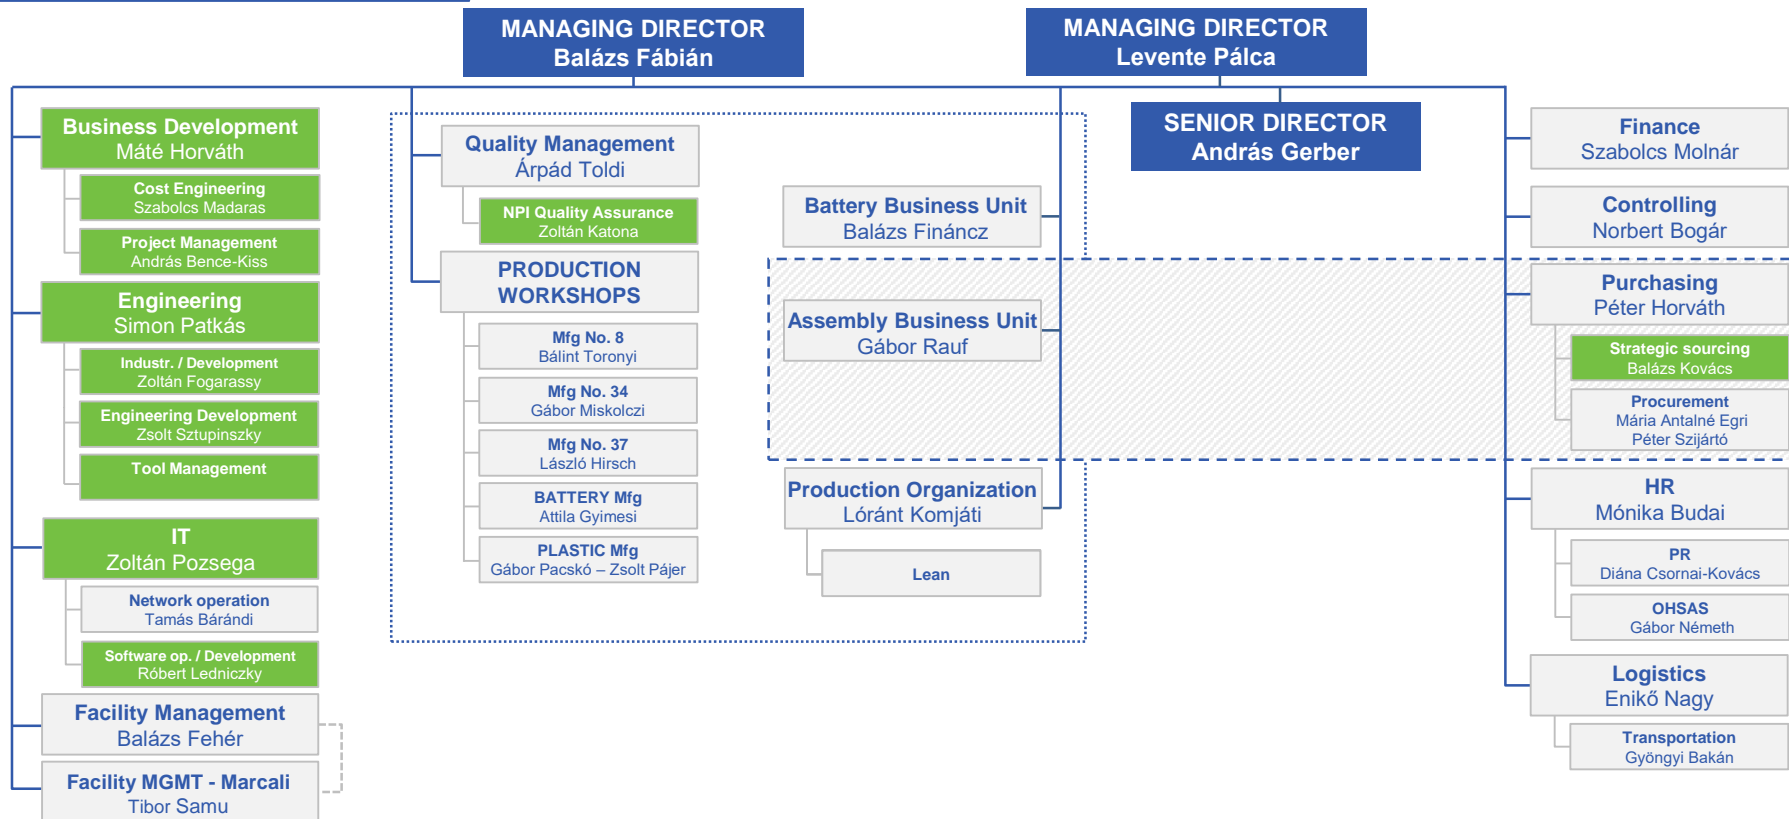 MANAGING DIRECTOR
Balázs Fábián
MANAGING DIRECTOR
Levente Pálca
SENIOR DIRECTOR
András Gerber
Business Development
Máté Horváth
Cost Engineering
Szabolcs Madaras
Project Management
András Bence-Kiss
Engineering
Simon Patkás
Industr. / Development
Zoltán Fogarassy
Engineering Development
Zsolt Sztupinszky
Tool Management
IT
Zoltán Pozsega
Network operation
Tamás Bárándi
Software op. / Development
Róbert Ledniczky
Facility Management
Balázs Fehér
Facility MGMT - Marcali
Tibor Samu
Quality Management
Árpád Toldi
NPI Quality Assurance
Zoltán Katona
PRODUCTION
WORKSHOPS
Mfg No. 8
Bálint Toronyi
Mfg No. 34
Gábor Miskolczi
Mfg No. 37
László Hirsch
BATTERY Mfg
Attila Gyimesi
PLASTIC Mfg
Gábor Pacskó – Zsolt Pájer
Battery Business Unit
Balázs Fináncz
Assembly Business Unit
Gábor Rauf
Production Organization
Lóránt Komjáti
Lean
Finance
Szabolcs Molnár
Controlling
Norbert Bogár
Purchasing
Péter Horváth
Strategic sourcing
Balázs Kovács
Procurement
Mária Antalné Egri
Péter Szijártó
HR
Mónika Budai
PR
Diána Csornai-Kovács
OHSAS
Gábor Németh
Logistics
Enikő Nagy
Transportation
Gyöngyi Bakán